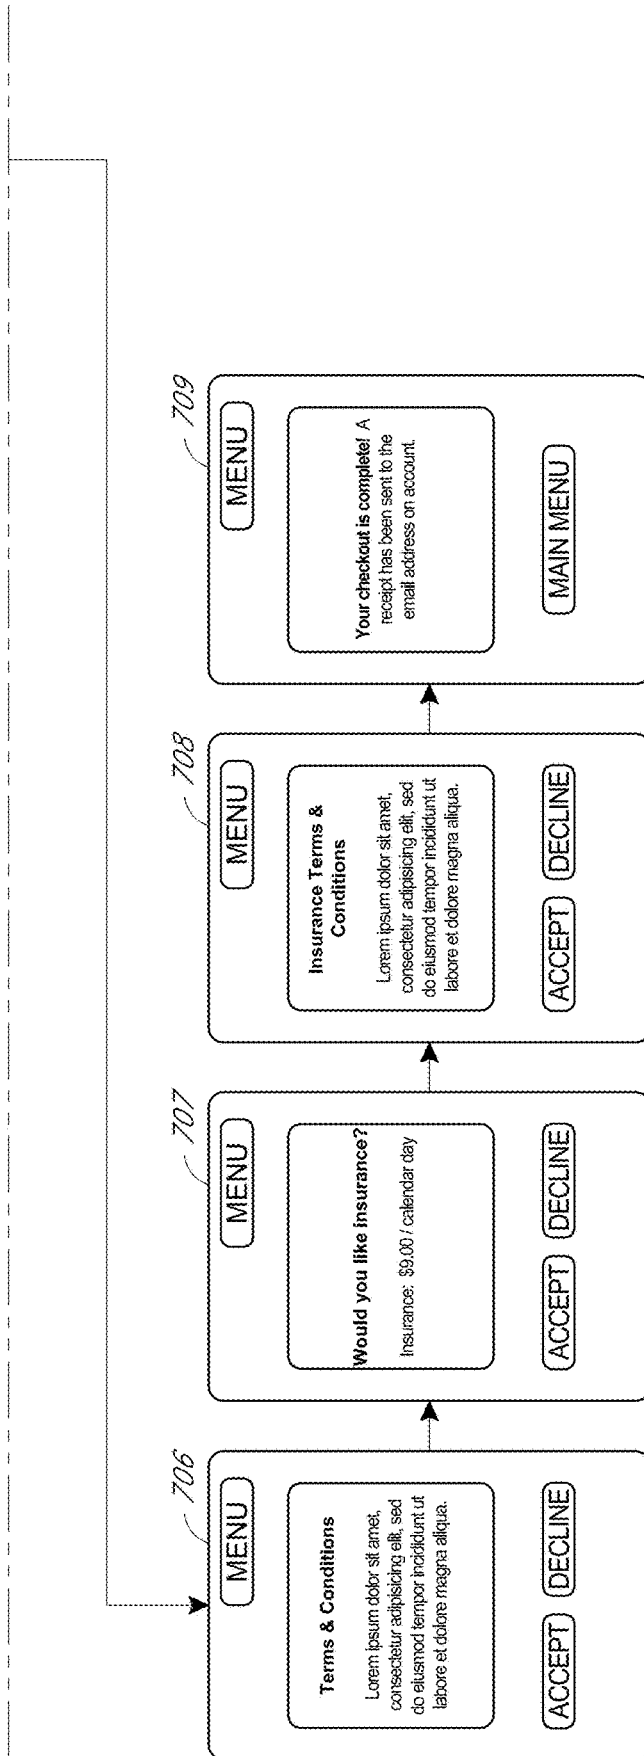 706
MENU
Terms & Conditions
Lorem ipsum dolor sit amet,
consectetur adipisicing elit, sed
do eiusmod tempor incididunt ut
labore et dolore magna aliqua.
ACCEPT DECLINE
707
MENU
Would you like insurance?
Insurance: $9.00 / calendar day
ACCEPT DECLINE
708
MENU
Insurance Terms &
Conditions
Lorem ipsum dolor sit amet,
consectetur adipisicing elit, sed
do eiusmod tempor incididunt ut
labore et dolore magna aliqua.
ACCEPT DECLINE
709
MENU
Your checkout is complete! A
receipt has been sent to the
email address on account.
MAIN MENU